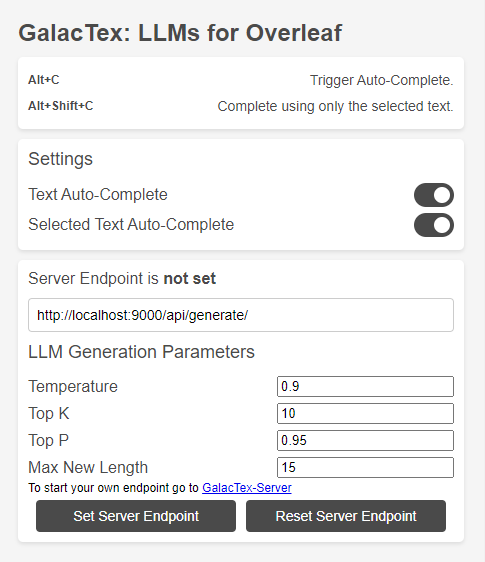 GalacTex: LLMs for Overleaf
Alt+C Trigger Auto-Complete.
Alt+Shift+C Complete using only the selected text.
Settings
Text Auto-Complete
Selected Text Auto-Complete
Server Endpoint is not set
http://localhost:9000/api/generate/
LLM Generation Parameters
Temperature 0.9
Top K 10
Top P 0.95
Max New Length 15
To start your own endpoint go to GalacTex-Server
Set Server Endpoint Reset Server Endpoint